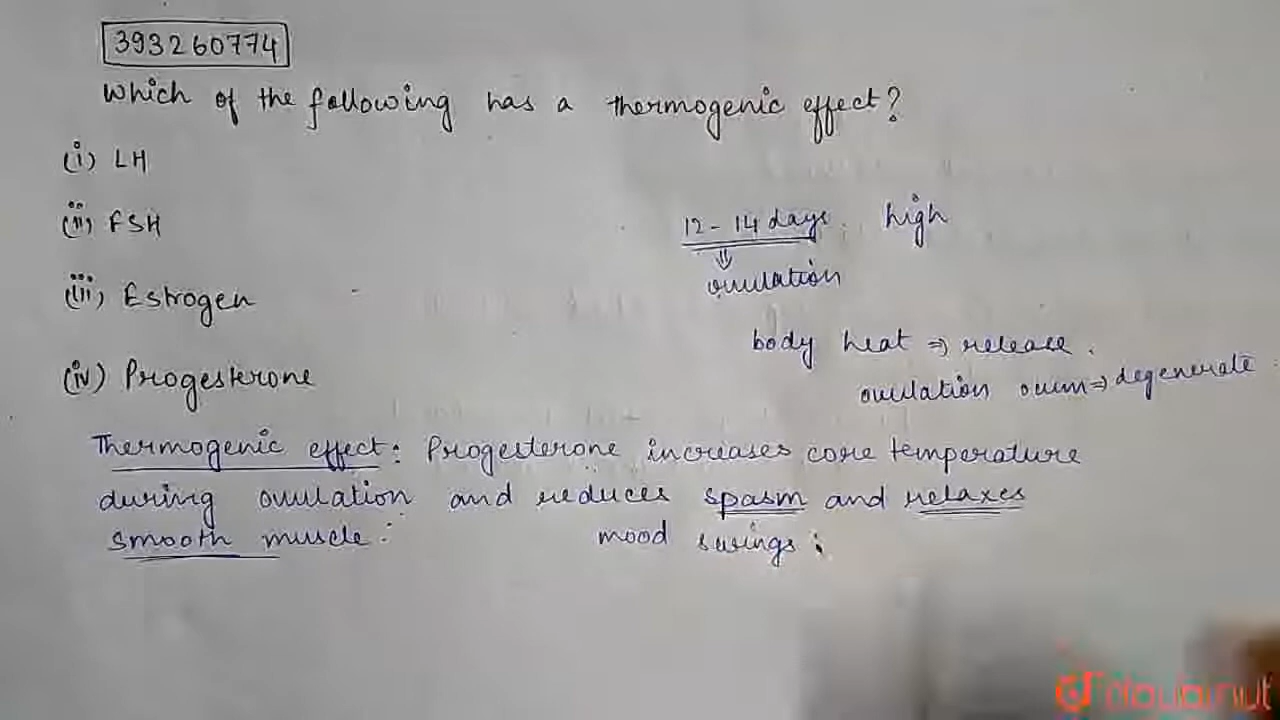 393260774
Which of the following has a thermogenic effect?
(i) LH
(ii) FSH
(iii) Estrogen
(iv) Progesterone
12-14 days. high
⇓
ovulation
body heat ⇒ release.
ovulation ovum ⇒ degenerate.
Thermogenic effect: Progesterone increases core temperature
during ovulation and reduces spasm and relaxes
smooth muscle.
mood swings:
doubtnut